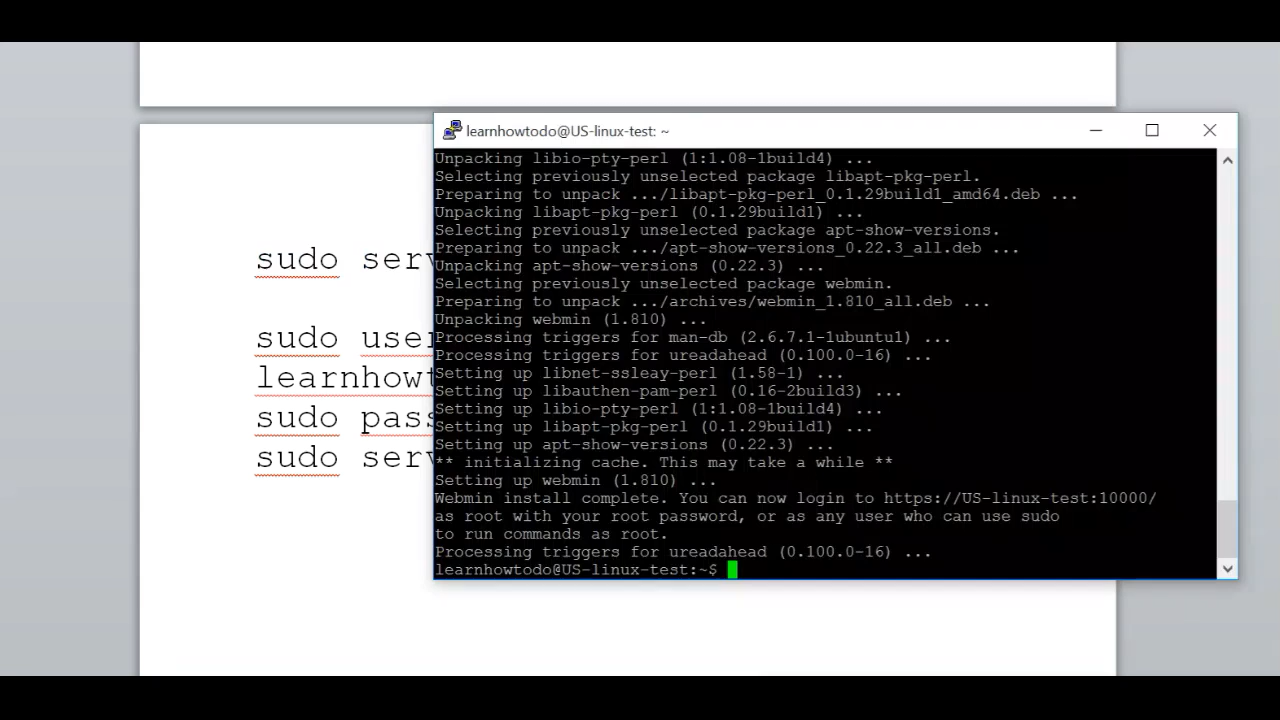 learnhowtodo@US-linux-test: ~
Unpacking libio-pty-perl (1:1.08-1build4) ...
Selecting previously unselected package libapt-pkg-perl.
Preparing to unpack .../libapt-pkg-perl_0.1.29build1_amd64.deb ...
Unpacking libapt-pkg-perl (0.1.29build1) ...
Selecting previously unselected package apt-show-versions.
Preparing to unpack .../apt-show-versions_0.22.3_all.deb ...
Unpacking apt-show-versions (0.22.3) ...
Selecting previously unselected package webmin.
Preparing to unpack .../archives/webmin_1.810_all.deb ...
Unpacking webmin (1.810) ...
Processing triggers for man-db (2.6.7.1-1ubuntu1) ...
Processing triggers for ureadahead (0.100.0-16) ...
Setting up libnet-ssleay-perl (1.58-1) ...
Setting up libauthen-pam-perl (0.16-2build3) ...
Setting up libio-pty-perl (1:1.08-1build4) ...
Setting up libapt-pkg-perl (0.1.29build1) ...
Setting up apt-show-versions (0.22.3) ...
** initializing cache. This may take a while **
Setting up webmin (1.810) ...
Webmin install complete. You can now login to https://US-linux-test:10000/
as root with your root password, or as any user who can use sudo
to run commands as root.
Processing triggers for ureadahead (0.100.0-16) ...
learnhowtodo@US-linux-test:~$
sudo serv
sudo user
learnhowt
sudo pass
sudo serv